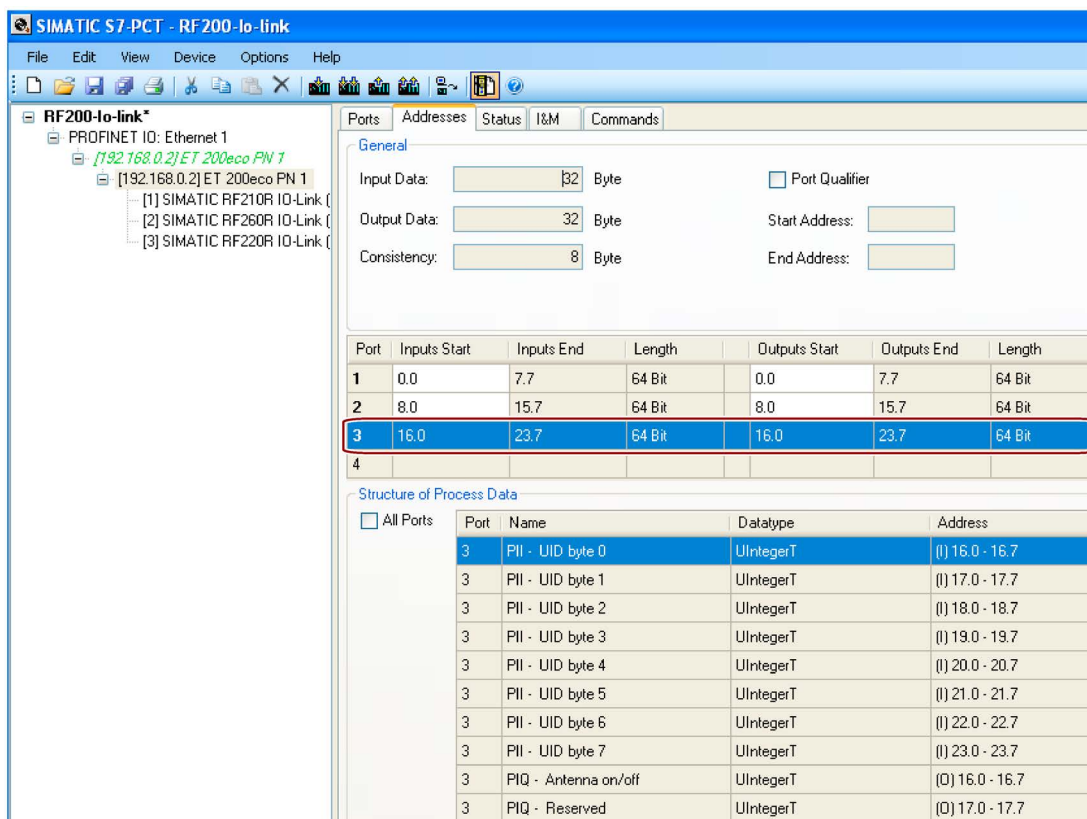 SIMATIC S7-PCT - RF200-Io-link
File Edit View Device Options Help
RF200-Io-link*
PROFINET IO: Ethernet 1
[192.168.0.2] ET 200eco PN 1
[192.168.0.2] ET 200eco PN 1
[1] SIMATIC RF210R IO-Link (
[2] SIMATIC RF260R IO-Link (
[3] SIMATIC RF220R IO-Link (
Ports Addresses Status I&M Commands
General
Input Data: 32 Byte Port Qualifier
Output Data: 32 Byte Start Address:
Consistency: 8 Byte End Address:
Port Inputs Start Inputs End Length Outputs Start Outputs End Length
1 0.0 7.7 64 Bit 0.0 7.7 64 Bit
2 8.0 15.7 64 Bit 8.0 15.7 64 Bit
3 16.0 23.7 64 Bit 16.0 23.7 64 Bit
4
Structure of Process Data
All Ports Port Name Datatype Address
3 PII - UID byte 0 UIntegerT (I) 16.0 - 16.7
3 PII - UID byte 1 UIntegerT (I) 17.0 - 17.7
3 PII - UID byte 2 UIntegerT (I) 18.0 - 18.7
3 PII - UID byte 3 UIntegerT (I) 19.0 - 19.7
3 PII - UID byte 4 UIntegerT (I) 20.0 - 20.7
3 PII - UID byte 5 UIntegerT (I) 21.0 - 21.7
3 PII - UID byte 6 UIntegerT (I) 22.0 - 22.7
3 PII - UID byte 7 UIntegerT (I) 23.0 - 23.7
3 PIQ - Antenna on/off UIntegerT (O) 16.0 - 16.7
3 PIQ - Reserved UIntegerT (O) 17.0 - 17.7